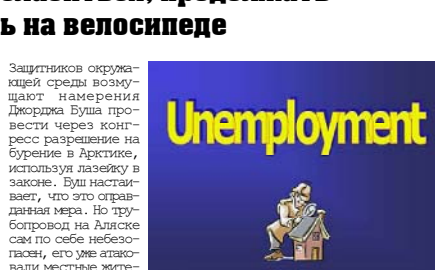 ь на велосипеде
Защитников окружа-
ющей среды возму-
щают намерения
Джорджа Буша про-
вести через конг-
ресс разрешение на
бурение в Арктике,
используя лазейку в
законе. Буш настаи-
вает, что это оправ-
данная мера. Но тру-
бопровод на Аляске
сам по себе небезо-
пасен, его уже атако-
вали местные жите-
Unemployment